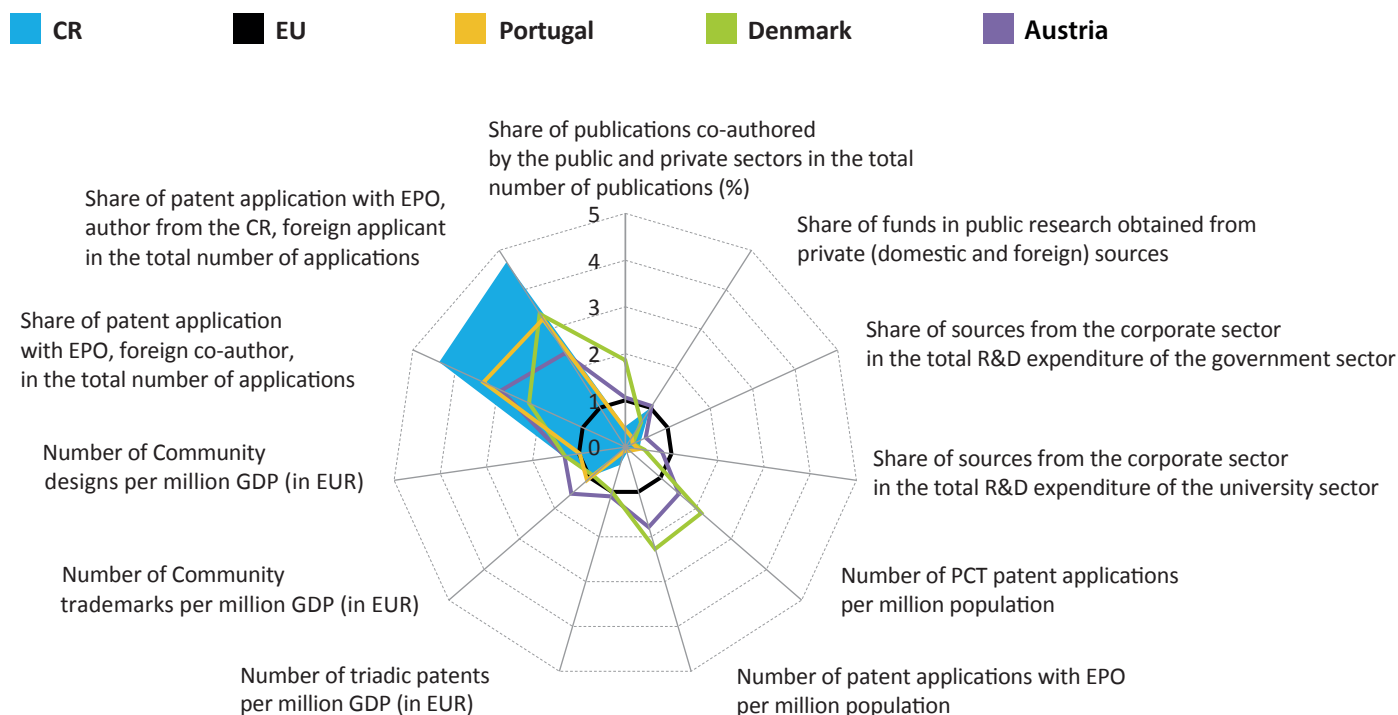 CR
EU
Portugal
Denmark
Austria
Share of publications co-authored
by the public and private sectors in the total
number of publications (%)
Share of patent application with EPO,
author from the CR, foreign applicant
in the total number of applications
Share of funds in public research obtained from
private (domestic and foreign) sources
5
4
3
2
1
0
Share of patent application
with EPO, foreign co-author,
in the total number of applications
Share of sources from the corporate sector
in the total R&D expenditure of the government sector
Number of Community
designs per million GDP (in EUR)
Share of sources from the corporate sector
in the total R&D expenditure of the university sector
Number of Community
trademarks per million GDP (in EUR)
Number of PCT patent applications
per million population
Number of triadic patents
per million GDP (in EUR)
Number of patent applications with EPO
per million population